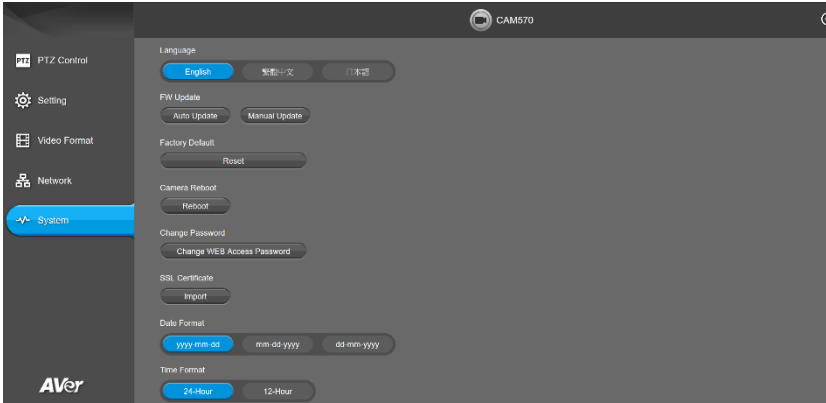 CAM570
PTZ PTZ Control
Setting
Video Format
Network
System
AVer
Language
English 繁體中文 日本語
FW Update
Auto Update Manual Update
Factory Default
Reset
Camera Reboot
Reboot
Change Password
Change WEB Access Password
SSL Certificate
Import
Date Format
yyyy-mm-dd mm-dd-yyyy dd-mm-yyyy
Time Format
24-Hour 12-Hour